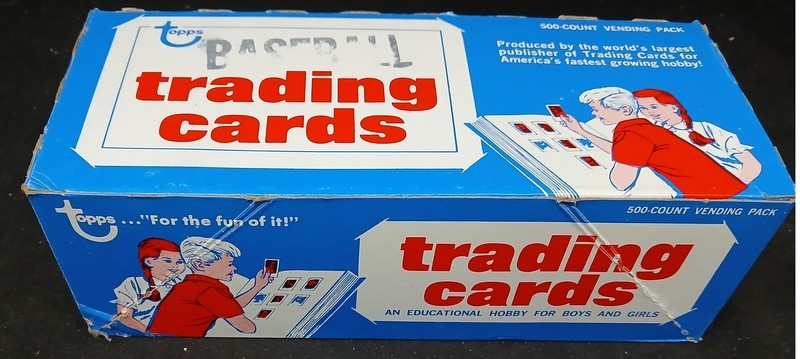 topps
BASEBALL
trading
cards
500-COUNT VENDING PACK
Produced by the world's largest
publisher of Trading Cards for
America's fastest growing hobby!
topps ... "For the fun of it!"
500-COUNT VENDING PACK
trading
cards
AN EDUCATIONAL HOBBY FOR BOYS AND GIRLS